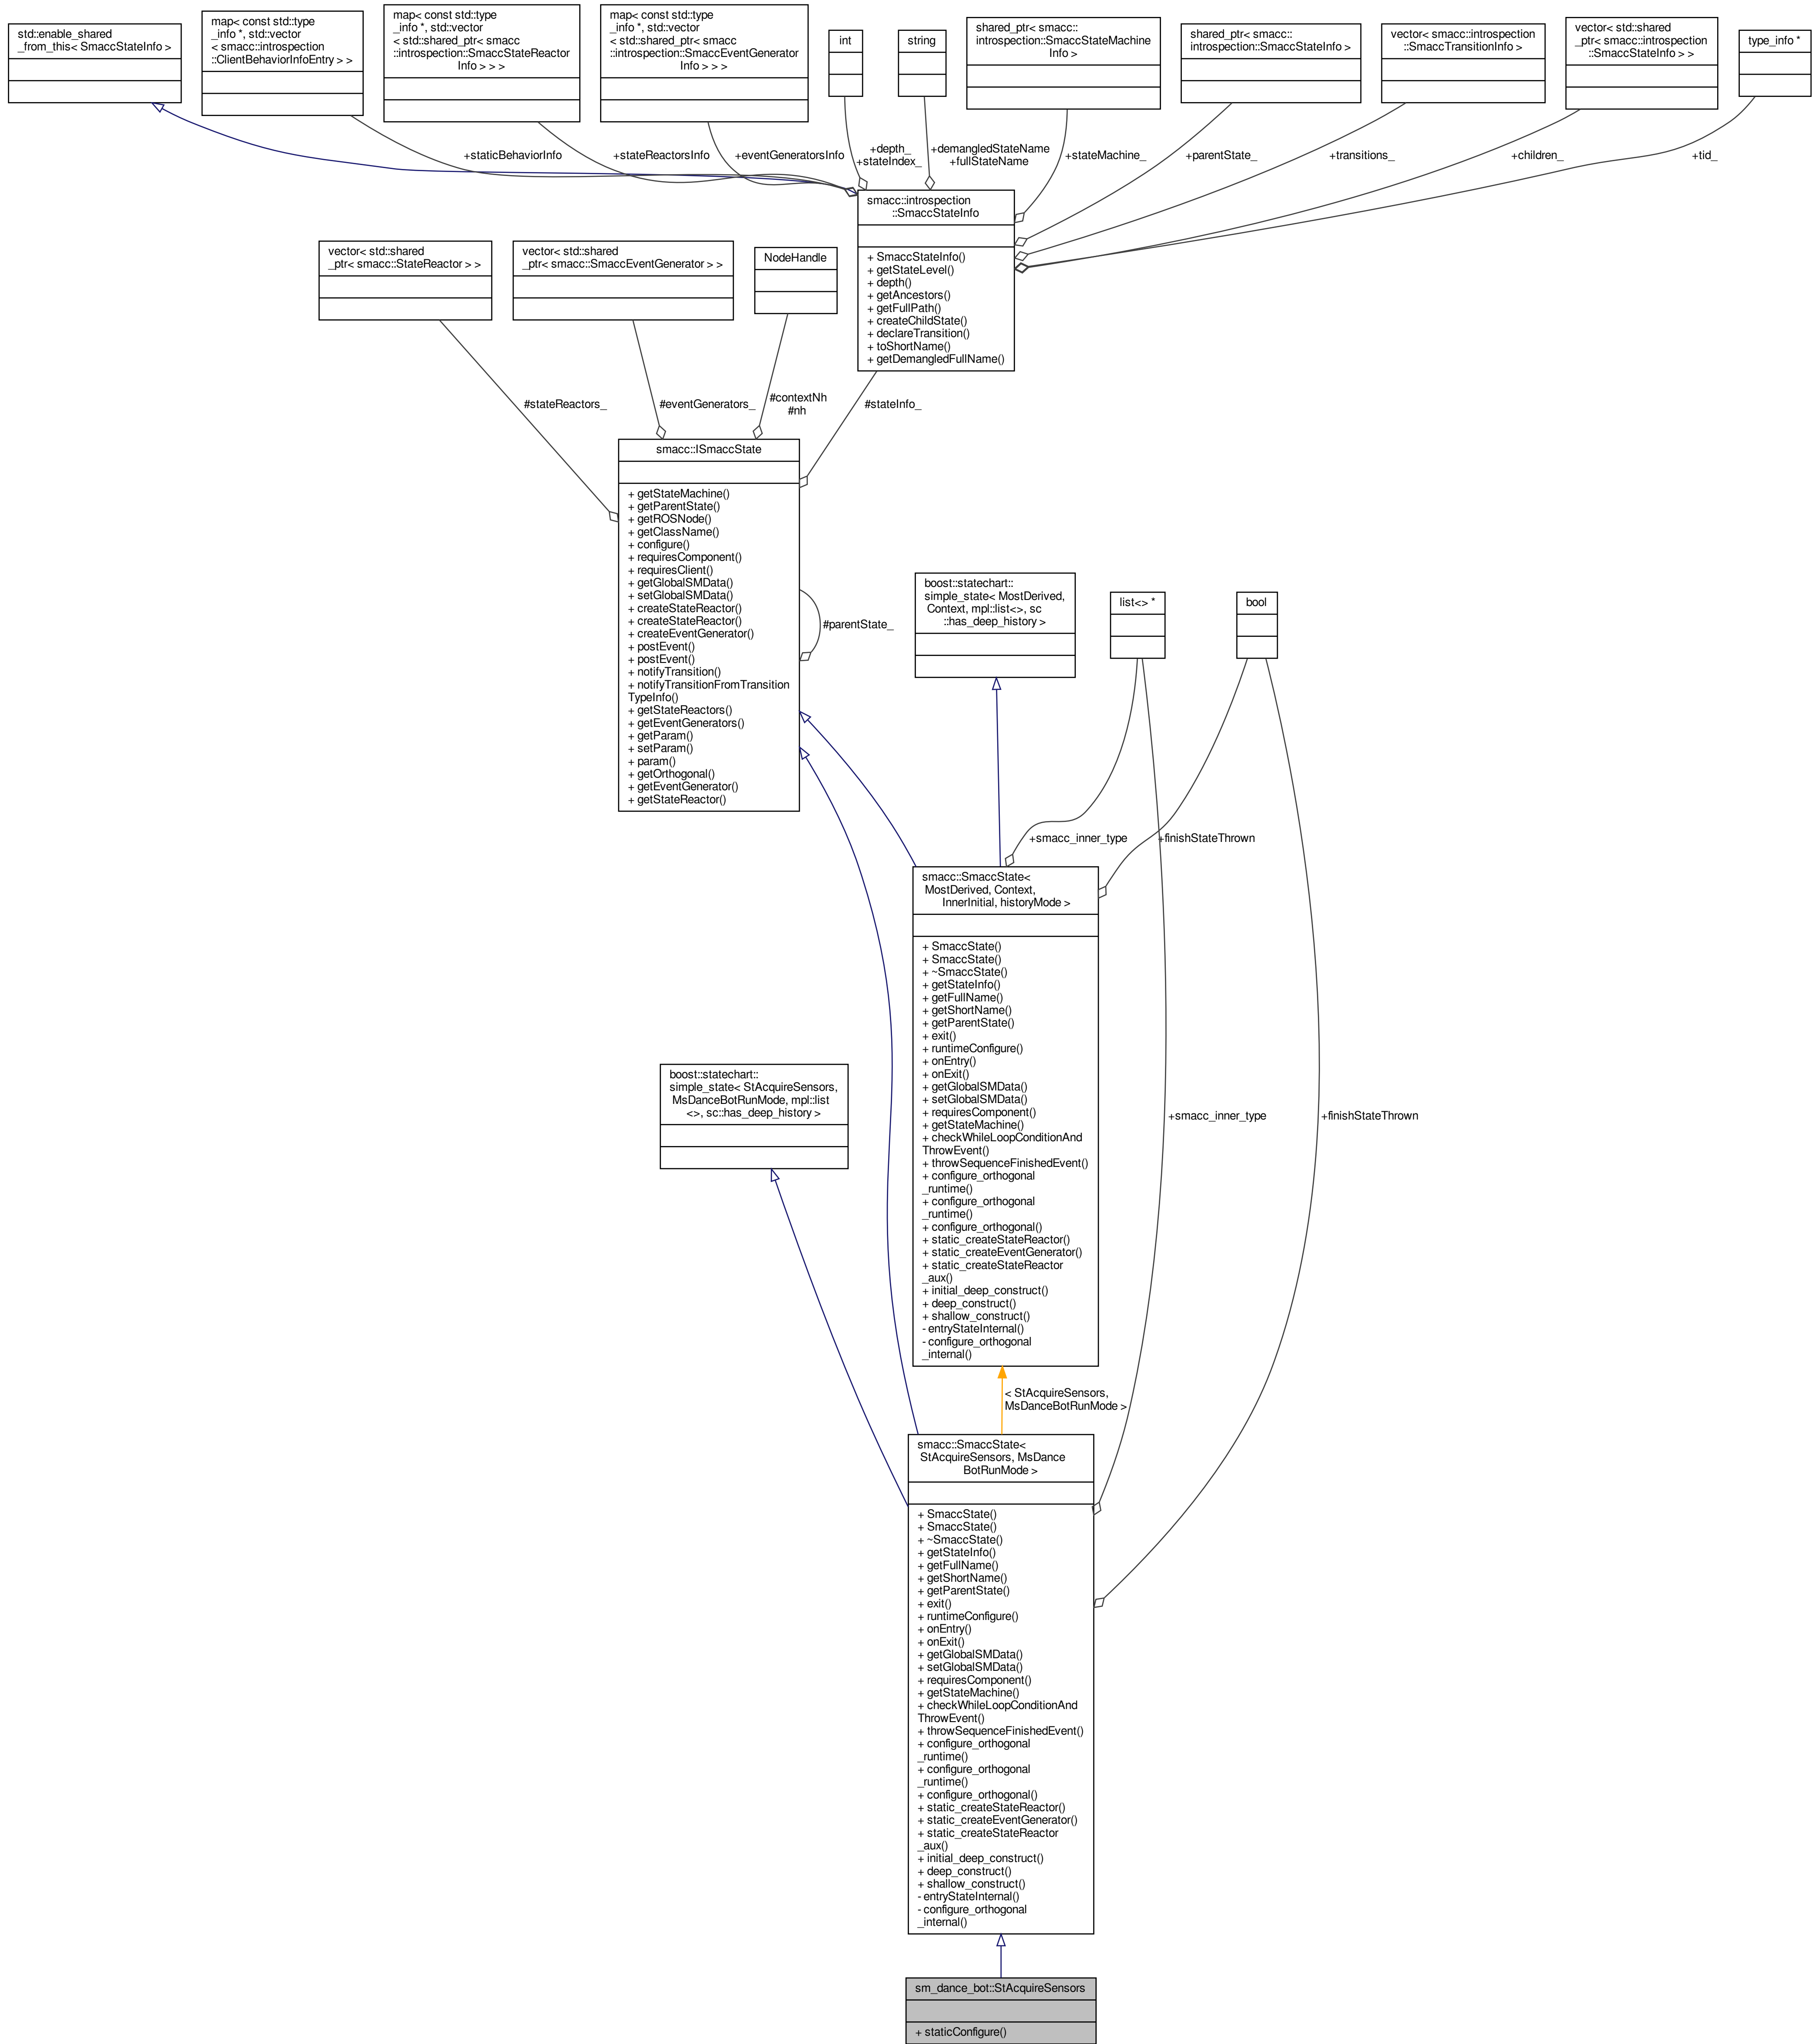 std::enable_shared
_from_this< SmaccStateInfo >
map< const std::type
_info *, std::vector
< smacc::introspection
::ClientBehaviorInfoEntry > >
map< const std::type
_info *, std::vector
< std::shared_ptr< smacc
::introspection::SmaccStateReactor
Info > > >
map< const std::type
_info *, std::vector
< std::shared_ptr< smacc
::introspection::SmaccEventGenerator
Info > > >
int
string
shared_ptr< smacc::
introspection::SmaccStateMachine
Info >
shared_ptr< smacc::
introspection::SmaccStateInfo >
vector< smacc::introspection
::SmaccTransitionInfo >
vector< std::shared
_ptr< smacc::introspection
::SmaccStateInfo > >
type_info *
+staticBehaviorInfo
+stateReactorsInfo
+eventGeneratorsInfo
+depth_
+stateIndex_
+demangledStateName
+fullStateName
+stateMachine_
+parentState_
+transitions_
+children_
+tid_
smacc::introspection
::SmaccStateInfo
+ SmaccStateInfo()
+ getStateLevel()
+ depth()
+ getAncestors()
+ getFullPath()
+ createChildState()
+ declareTransition()
+ toShortName()
+ getDemangledFullName()
vector< std::shared
_ptr< smacc::StateReactor > >
vector< std::shared
_ptr< smacc::SmaccEventGenerator > >
NodeHandle
#stateReactors_
#eventGenerators_
#contextNh
#nh
#stateInfo_
smacc::ISmaccState
+ getStateMachine()
+ getParentState()
+ getROSNode()
+ getClassName()
+ configure()
+ requiresComponent()
+ requiresClient()
+ getGlobalSMData()
+ setGlobalSMData()
+ createStateReactor()
+ createStateReactor()
+ createEventGenerator()
+ postEvent()
+ postEvent()
+ notifyTransition()
+ notifyTransitionFromTransition
TypeInfo()
+ getStateReactors()
+ getEventGenerators()
+ getParam()
+ setParam()
+ param()
+ getOrthogonal()
+ getEventGenerator()
+ getStateReactor()
#parentState_
boost::statechart::
simple_state< MostDerived,
Context, mpl::list<>, sc
::has_deep_history >
list<> *
bool
+smacc_inner_type
+finishStateThrown
smacc::SmaccState<
MostDerived, Context,
InnerInitial, historyMode >
+ SmaccState()
+ SmaccState()
+ ~SmaccState()
+ getStateInfo()
+ getFullName()
+ getShortName()
+ getParentState()
+ exit()
+ runtimeConfigure()
+ onEntry()
+ onExit()
+ getGlobalSMData()
+ setGlobalSMData()
+ requiresComponent()
+ getStateMachine()
+ checkWhileLoopConditionAnd
ThrowEvent()
+ throwSequenceFinishedEvent()
+ configure_orthogonal
_runtime()
+ configure_orthogonal
_runtime()
+ configure_orthogonal()
+ static_createStateReactor()
+ static_createEventGenerator()
+ static_createStateReactor
_aux()
+ initial_deep_construct()
+ deep_construct()
+ shallow_construct()
- entryStateInternal()
- configure_orthogonal
_internal()
boost::statechart::
simple_state< StAcquireSensors,
MsDanceBotRunMode, mpl::list
<>, sc::has_deep_history >
+smacc_inner_type
+finishStateThrown
< StAcquireSensors,
MsDanceBotRunMode >
smacc::SmaccState<
StAcquireSensors, MsDance
BotRunMode >
+ SmaccState()
+ SmaccState()
+ ~SmaccState()
+ getStateInfo()
+ getFullName()
+ getShortName()
+ getParentState()
+ exit()
+ runtimeConfigure()
+ onEntry()
+ onExit()
+ getGlobalSMData()
+ setGlobalSMData()
+ requiresComponent()
+ getStateMachine()
+ checkWhileLoopConditionAnd
ThrowEvent()
+ throwSequenceFinishedEvent()
+ configure_orthogonal
_runtime()
+ configure_orthogonal
_runtime()
+ configure_orthogonal()
+ static_createStateReactor()
+ static_createEventGenerator()
+ static_createStateReactor
_aux()
+ initial_deep_construct()
+ deep_construct()
+ shallow_construct()
- entryStateInternal()
- configure_orthogonal
_internal()
sm_dance_bot::StAcquireSensors
+ staticConfigure()